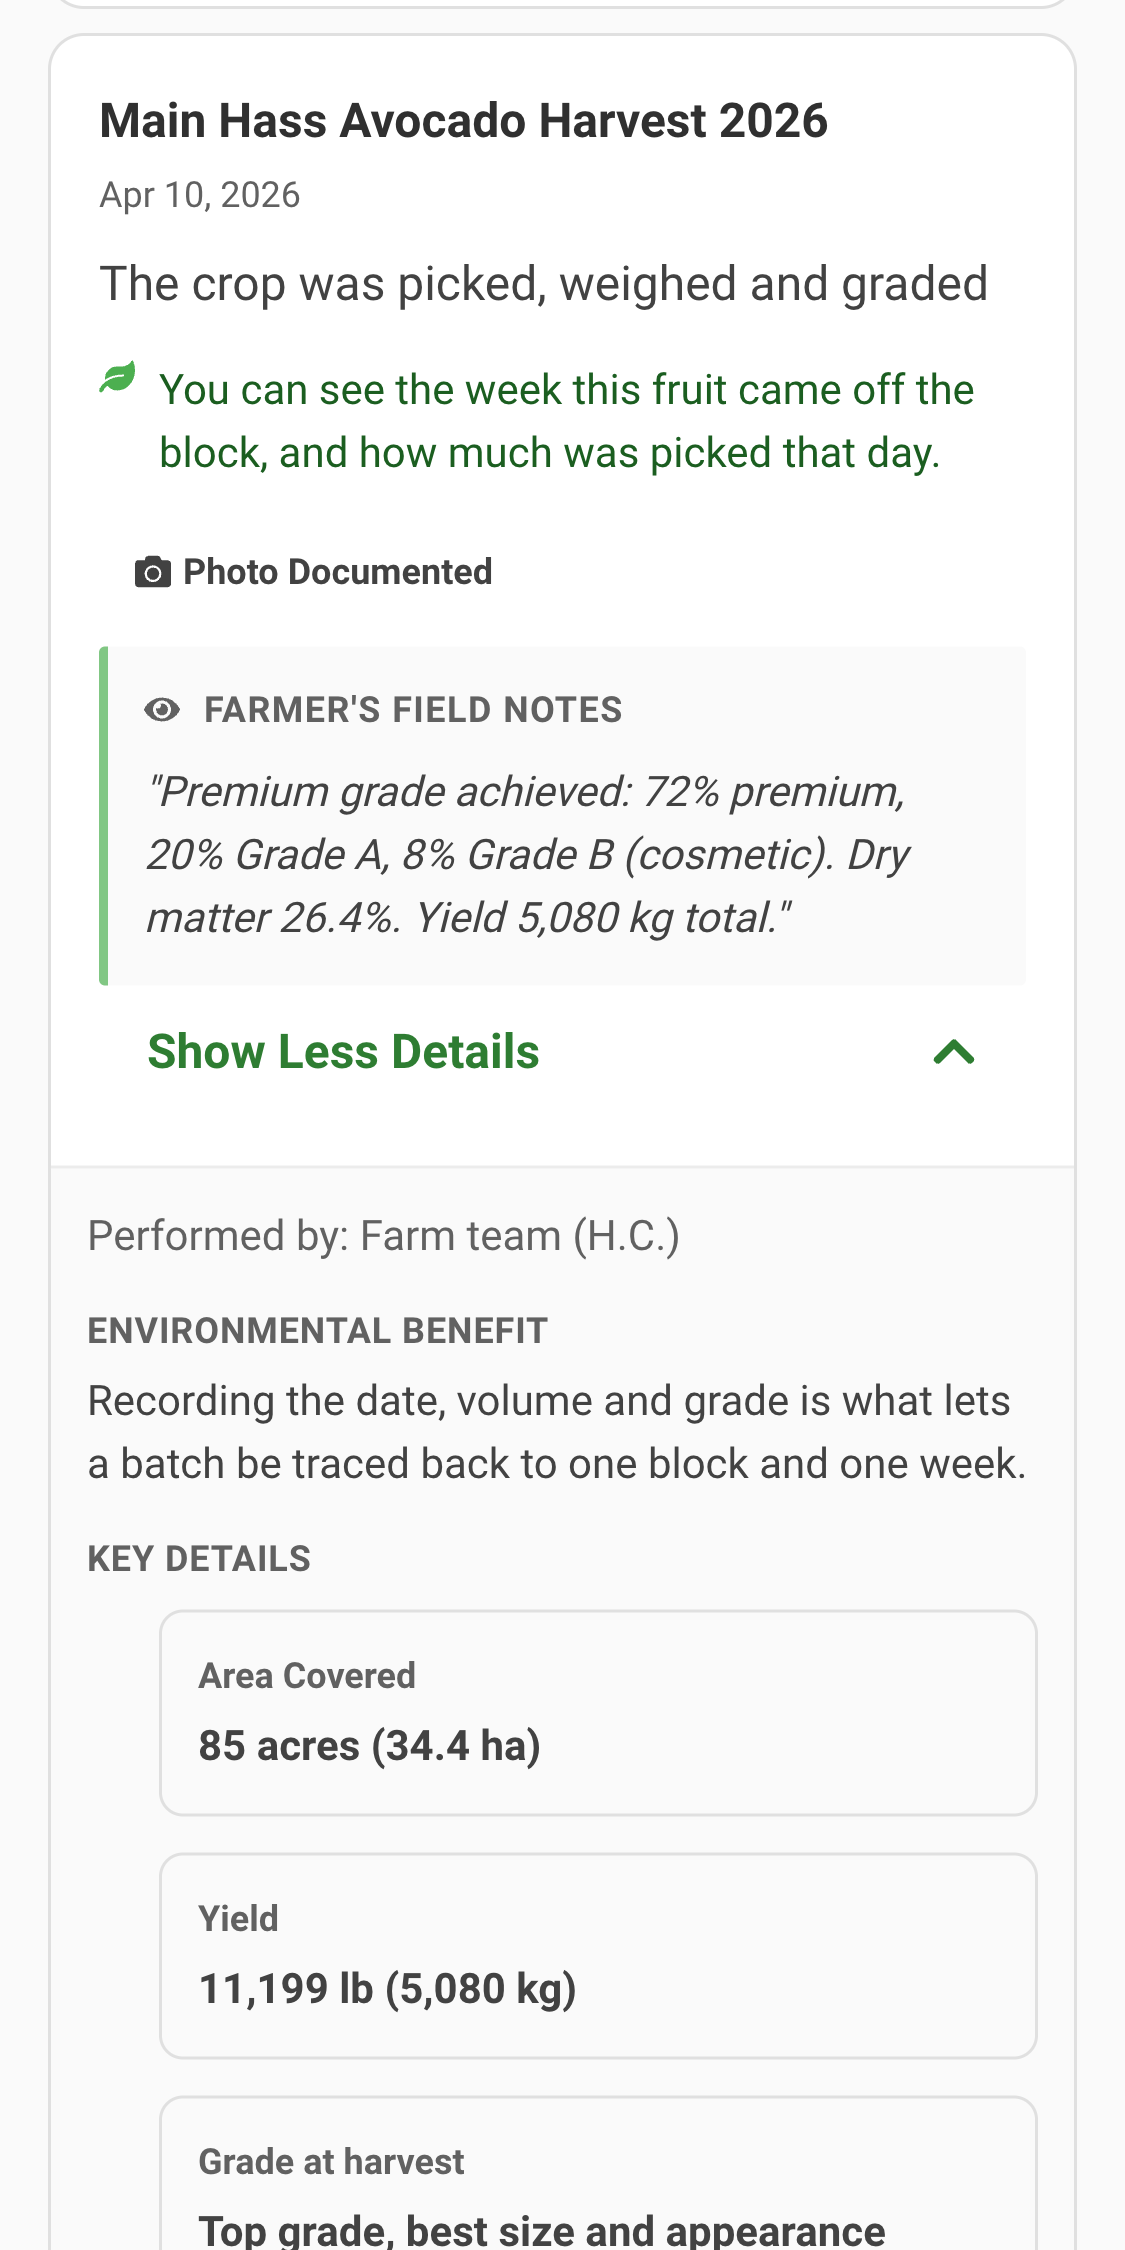 Main Hass Avocado Harvest 2026
Apr 10, 2026
The crop was picked, weighed and graded
You can see the week this fruit came off the
block, and how much was picked that day.
Photo Documented
FARMER'S FIELD NOTES
"Premium grade achieved: 72% premium,
20% Grade A, 8% Grade B (cosmetic). Dry
matter 26.4%. Yield 5,080 kg total."
Show Less Details
Performed by: Farm team (H.C.)
ENVIRONMENTAL BENEFIT
Recording the date, volume and grade is what lets
a batch be traced back to one block and one week.
KEY DETAILS
Area Covered
85 acres (34.4 ha)
Yield
11,199 lb (5,080 kg)
Grade at harvest
Top grade, best size and appearance